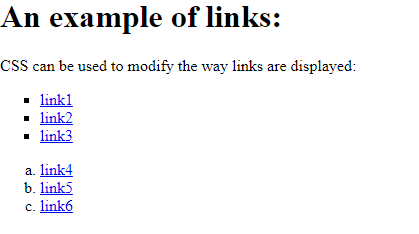 An example of links:
CSS can be used to modify the way links are displayed:
▪ link1
▪ link2
▪ link3
a. link4
b. link5
c. link6